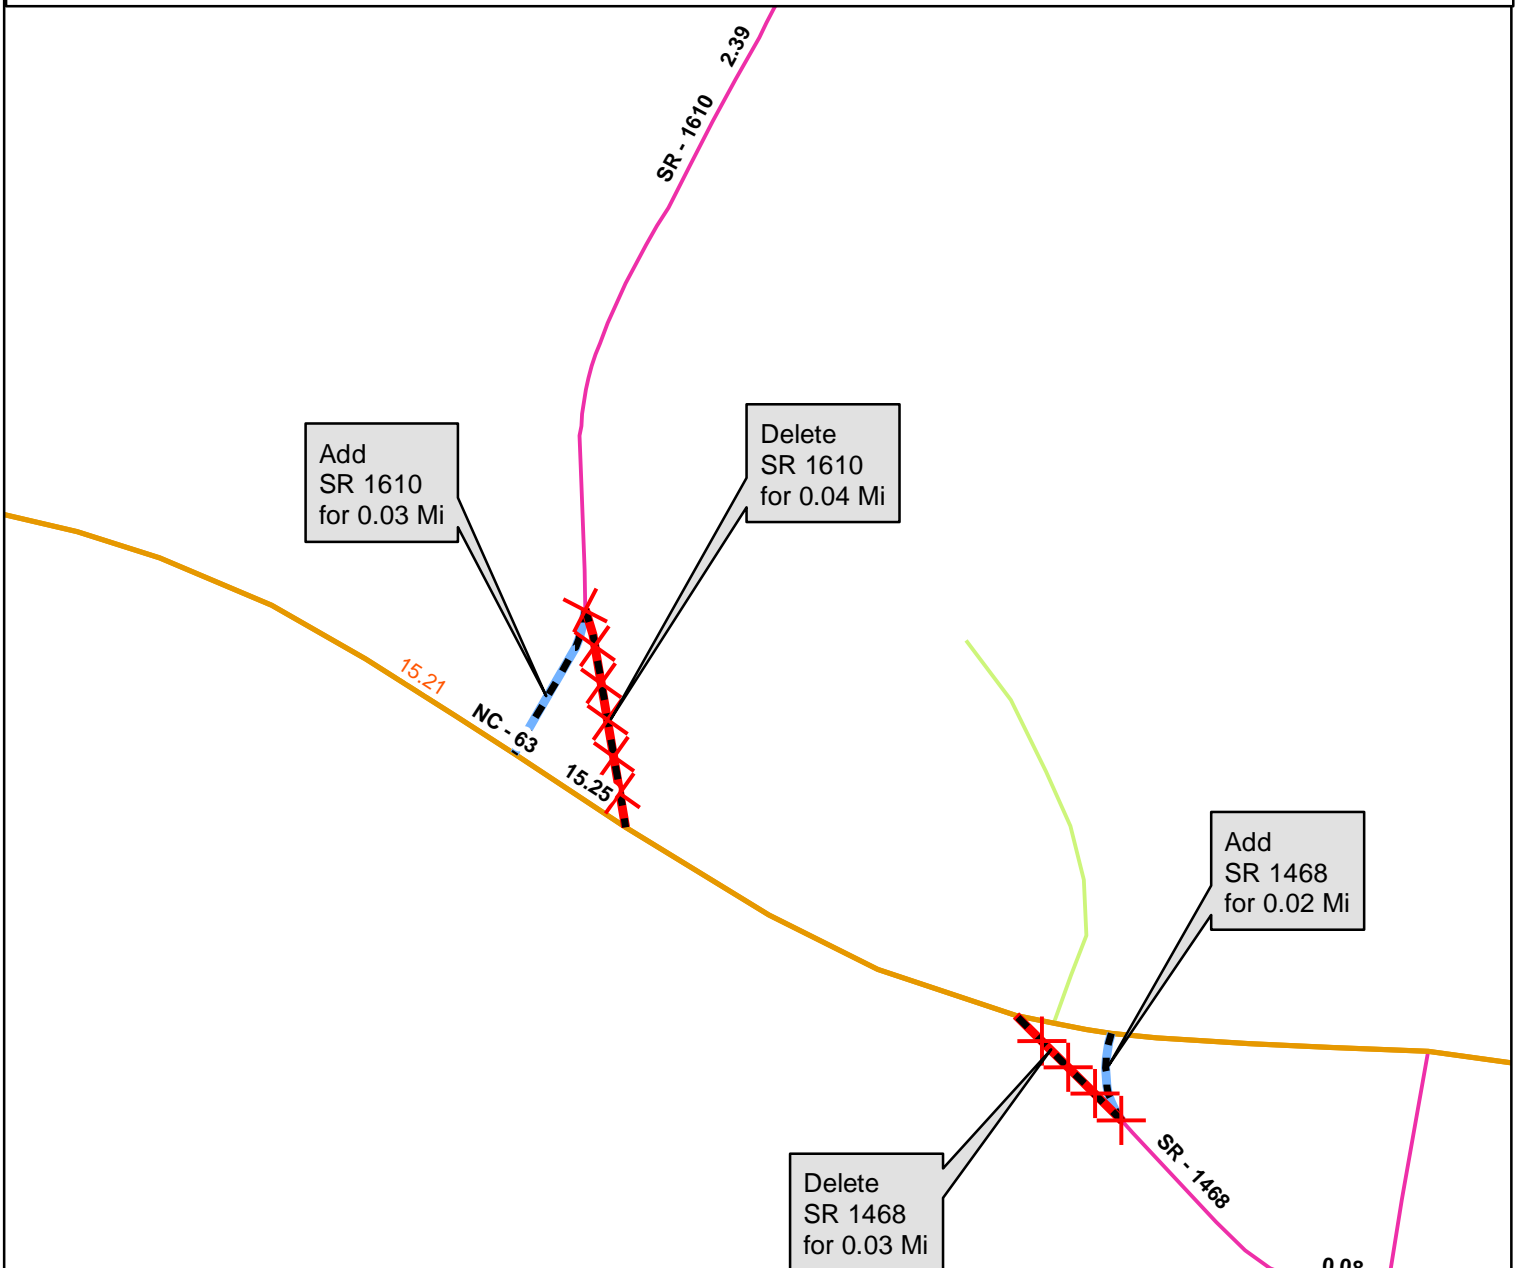 2.39
SR - 1610
Add
SR 1610
for 0.03 Mi
Delete
SR 1610
for 0.04 Mi
15.21
NC - 63
15.25
Add
SR 1468
for 0.02 Mi
Delete
SR 1468
for 0.03 Mi
SR - 1468
0.08